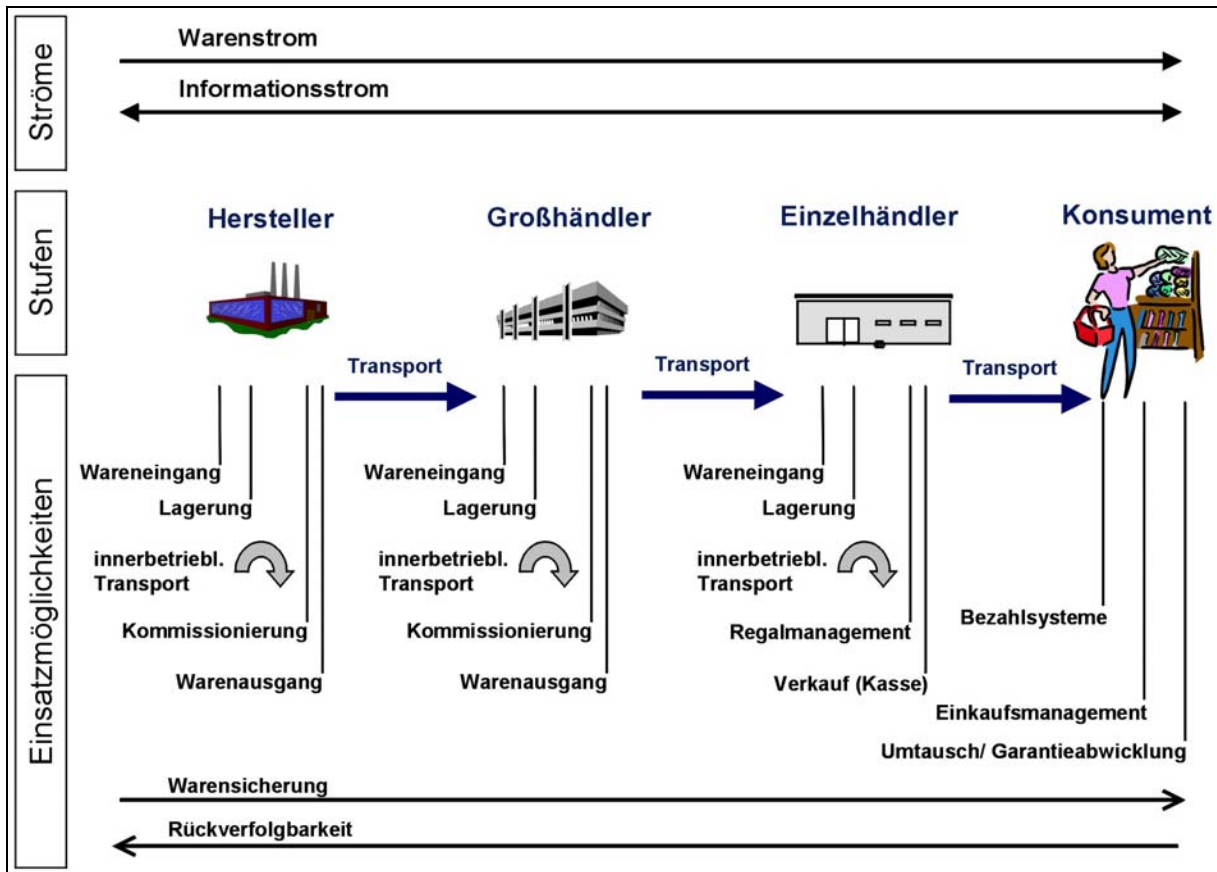 Ströme
Warenstrom
Informationsstrom
Stufen
Hersteller
Großhändler
Einzelhändler
Konsument
Transport
Transport
Transport
Einsatzmöglichkeiten
Wareneingang
Lagerung
innerbetriebl.
Transport
Kommissionierung
Warenausgang
Wareneingang
Lagerung
innerbetriebl.
Transport
Kommissionierung
Warenausgang
Wareneingang
Lagerung
innerbetriebl.
Transport
Regalmanagement
Verkauf (Kasse)
Bezahlsysteme
Einkaufsmanagement
Umtausch/ Garantieabwicklung
Warensicherung
Rückverfolgbarkeit